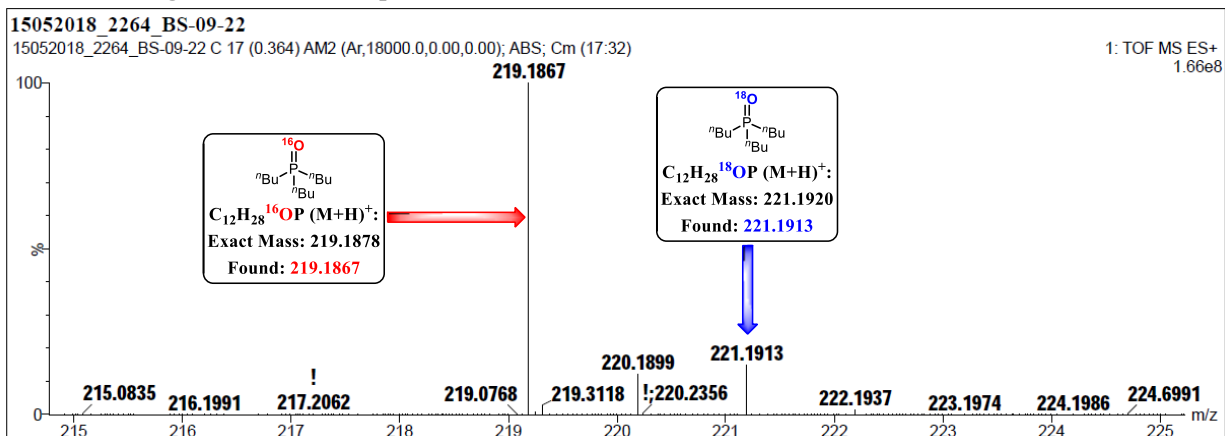 15052018_2264_BS-09-22
15052018_2264_BS-09-22 C 17 (0.364) AM2 (Ar,18000.0,0.00,0.00); ABS; Cm (17:32)
1: TOF MS ES+
1.66e8
100
%
0
219.1867
¹⁶O
P
ⁿBu ⁿBu
ⁿBu
C₁₂H₂₈¹⁶OP (M+H)⁺:
Exact Mass: 219.1878
Found: 219.1867
¹⁸O
P
ⁿBu ⁿBu
ⁿBu
C₁₂H₂₈¹⁸OP (M+H)⁺:
Exact Mass: 221.1920
Found: 221.1913
215.0835
216.1991
!
217.2062
219.0768
219.3118
220.1899
!;220.2356
221.1913
222.1937
223.1974
224.1986
224.6991
215 216 217 218 219 220 221 222 223 224 225 m/z